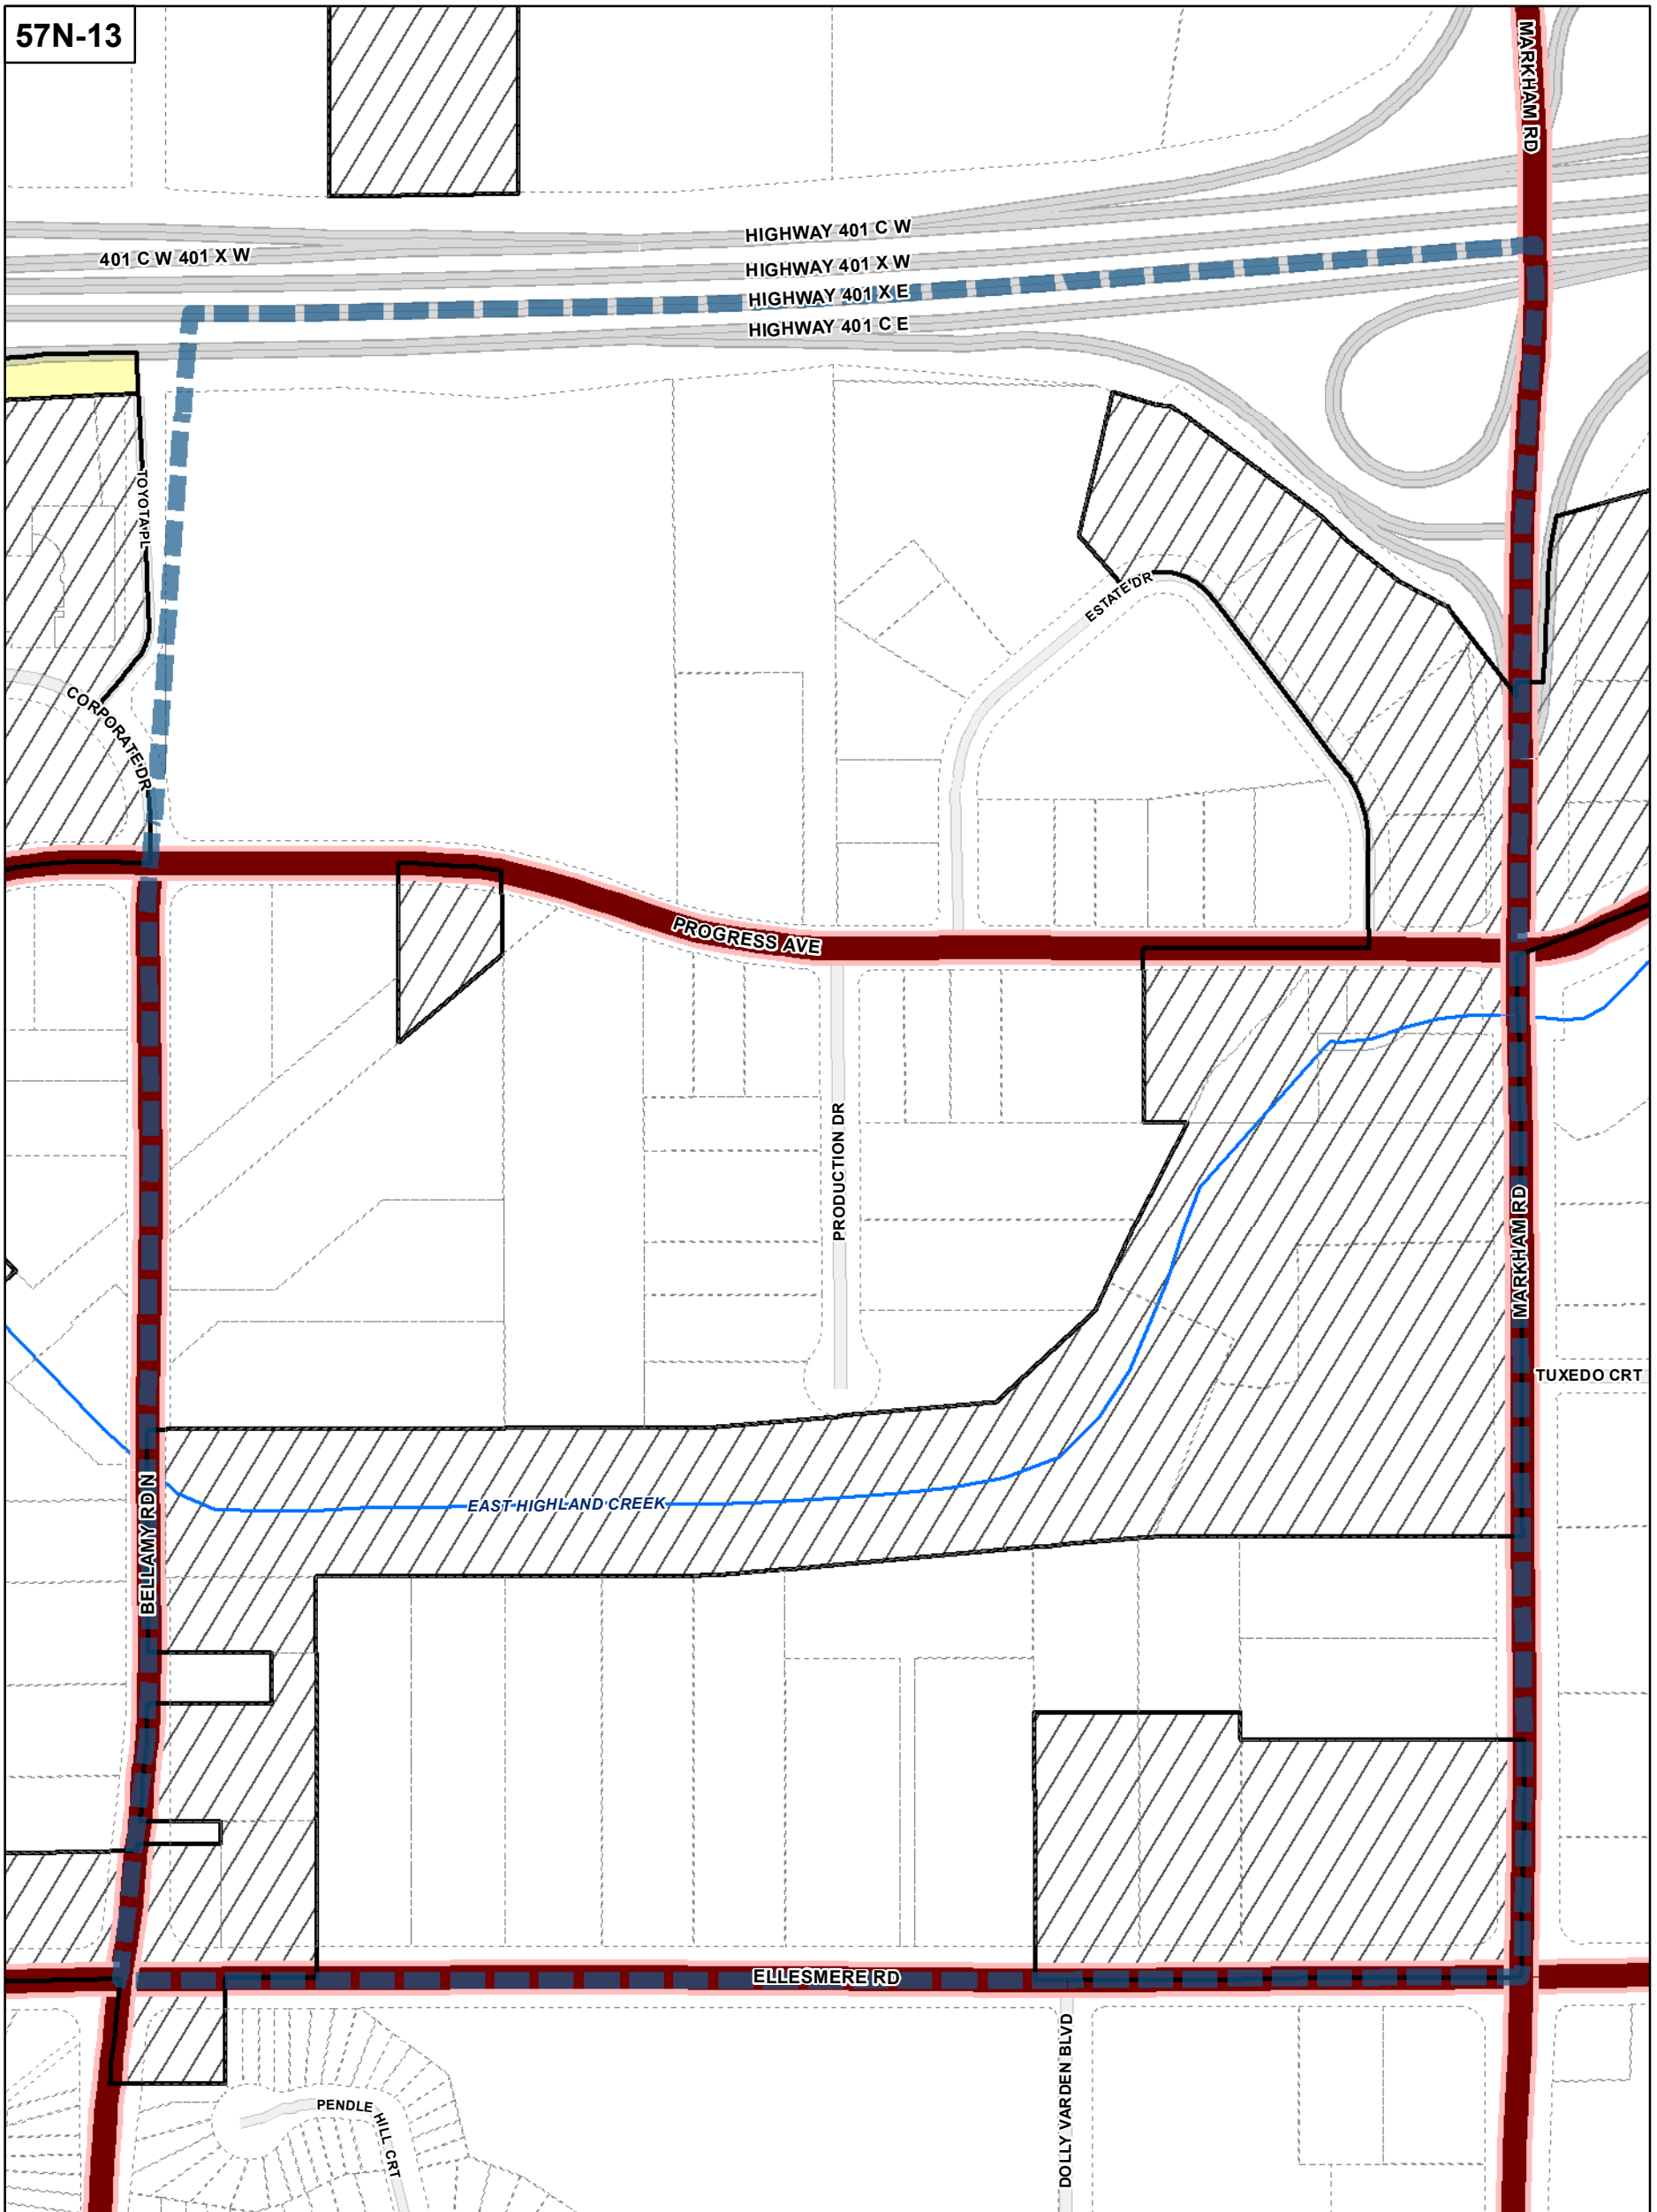 57N-13
MARKHAM RD
HIGHWAY 401 C W
401 C W 401 X W
HIGHWAY 401 X W
HIGHWAY 401 X E
HIGHWAY 401 C E
TOYOTA PL
ESTATE DR
CORPORATE DR
PROGRESS AVE
PRODUCTION DR
MARKHAM RD
TUXEDO CRT
BELLAMY RD N
EAST HIGHLAND CREEK
ELLESMERE RD
DOLLY VARDEN BLVD
PENDLE HILL CRT